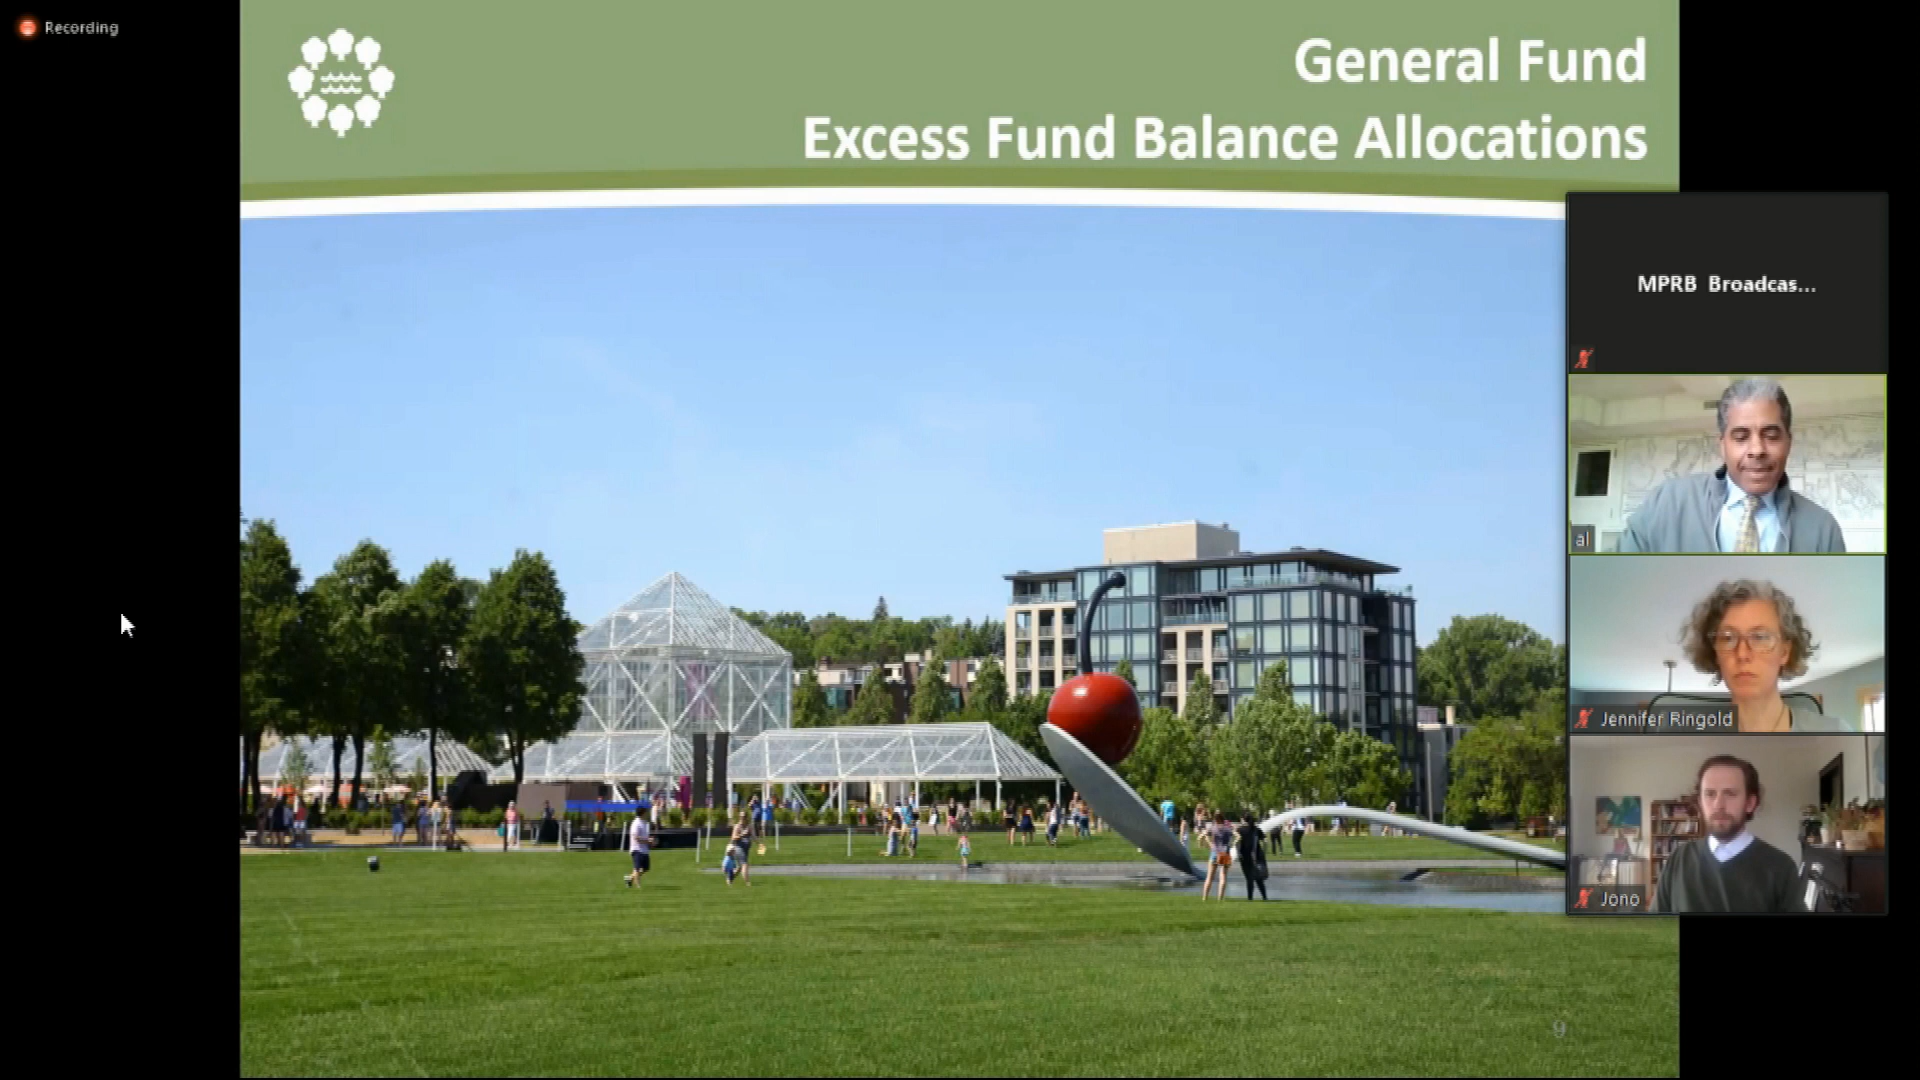 Recording
General Fund
Excess Fund Balance Allocations
MPRB Broadcas...
al
Jennifer Ringold
Jono
9